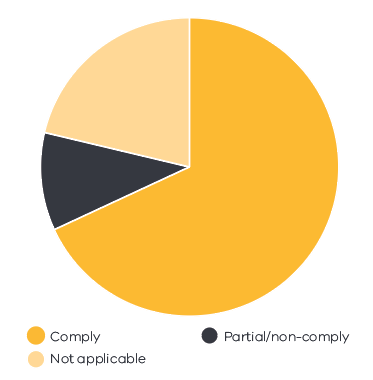 Comply
Partial/non-comply
Not applicable